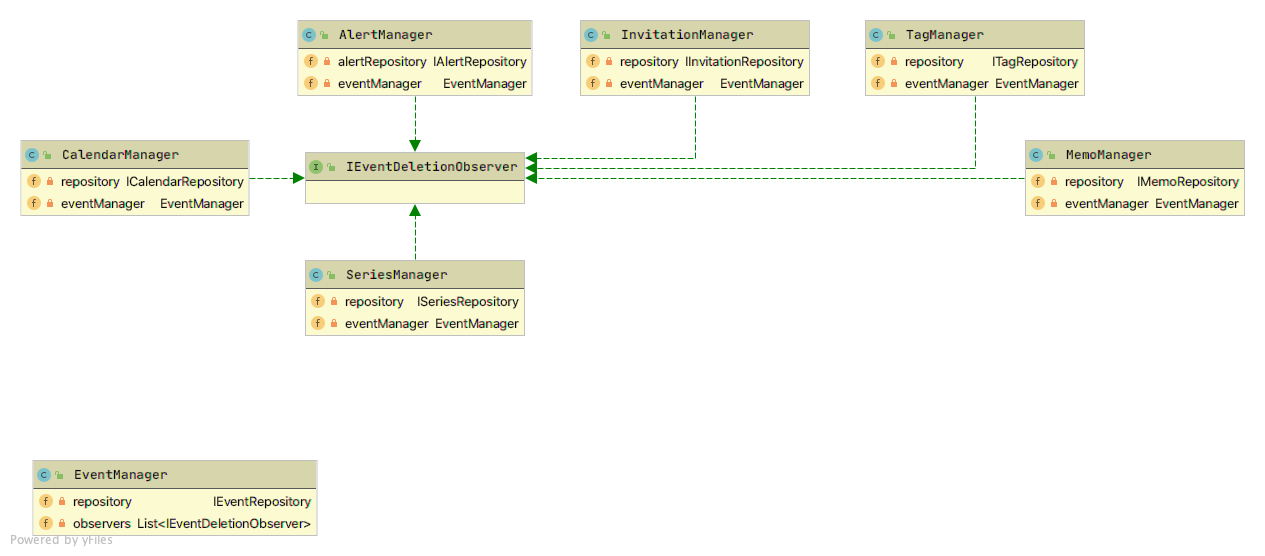 AlertManager
alertRepository IAlertRepository
eventManager EventManager
InvitationManager
repository IInvitationRepository
eventManager EventManager
TagManager
repository ITagRepository
eventManager EventManager
CalendarManager
repository ICalendarRepository
eventManager EventManager
IEventDeletionObserver
MemoManager
repository IMemoRepository
eventManager EventManager
SeriesManager
repository ISeriesRepository
eventManager EventManager
EventManager
repository IEventRepository
observers List<IEventDeletionObserver>
Powered by yFiles